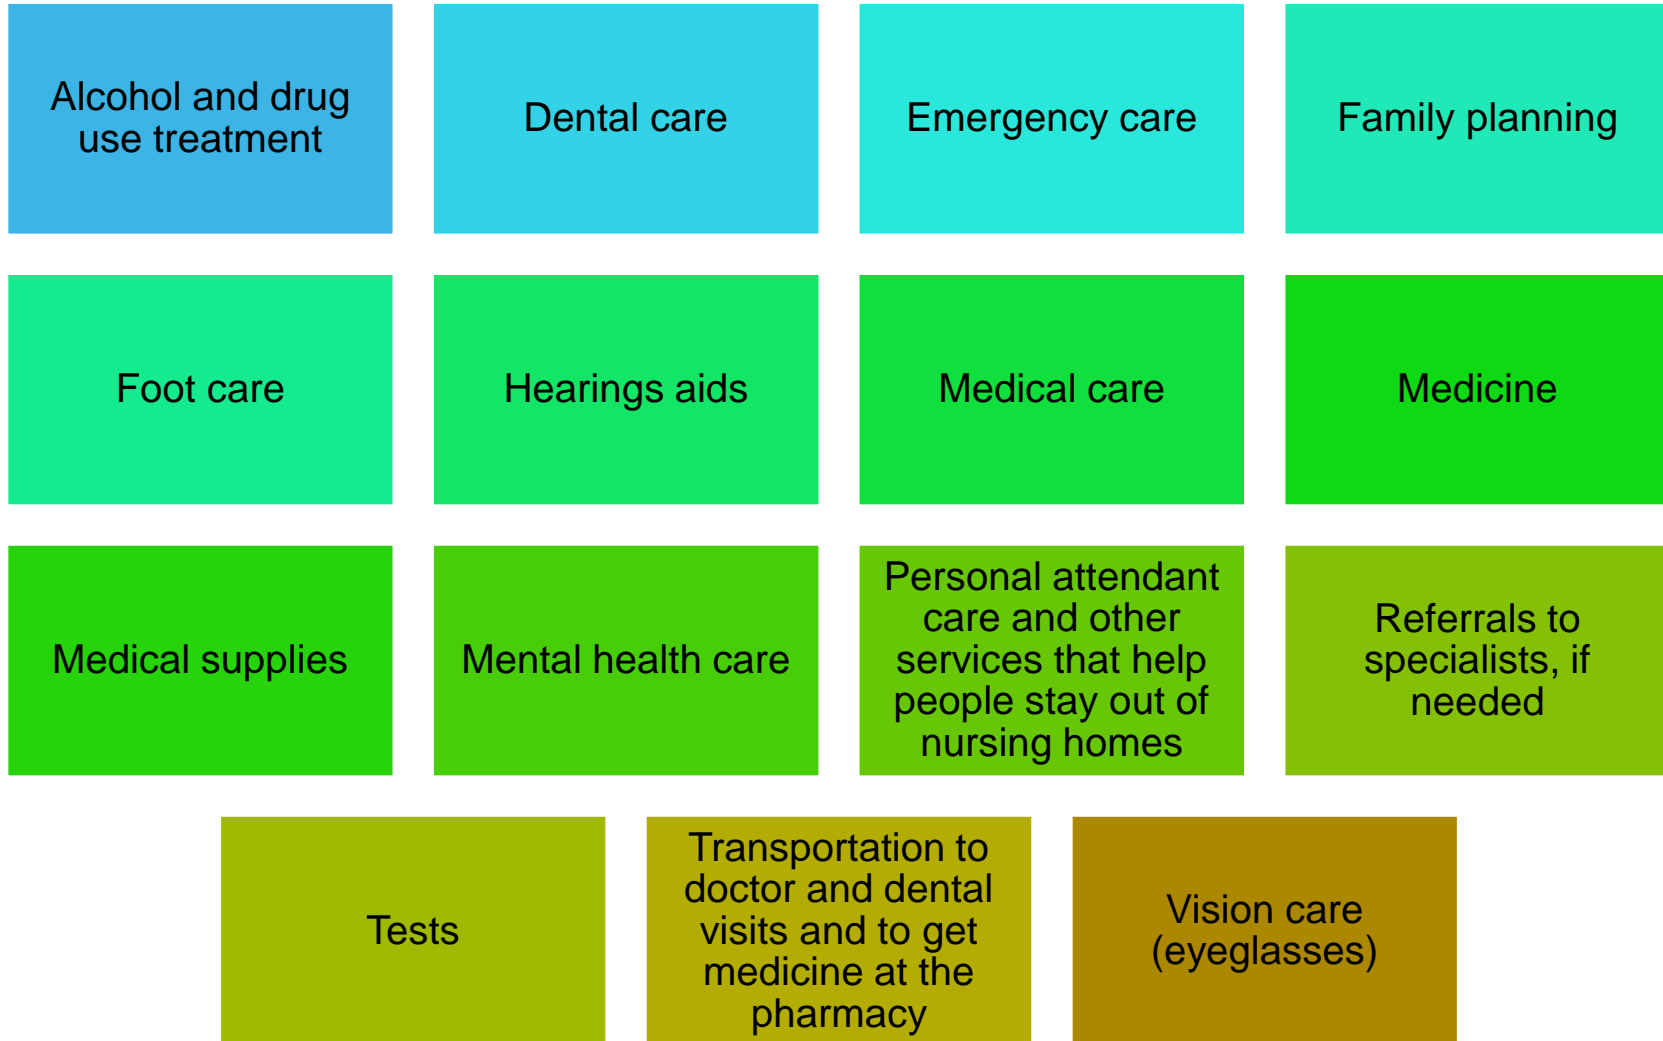 Alcohol and drug
use treatment
Dental care
Emergency care
Family planning
Foot care
Hearings aids
Medical care
Medicine
Medical supplies
Mental health care
Personal attendant
care and other
services that help
people stay out of
nursing homes
Referrals to
specialists, if
needed
Tests
Transportation to
doctor and dental
visits and to get
medicine at the
pharmacy
Vision care
(eyeglasses)